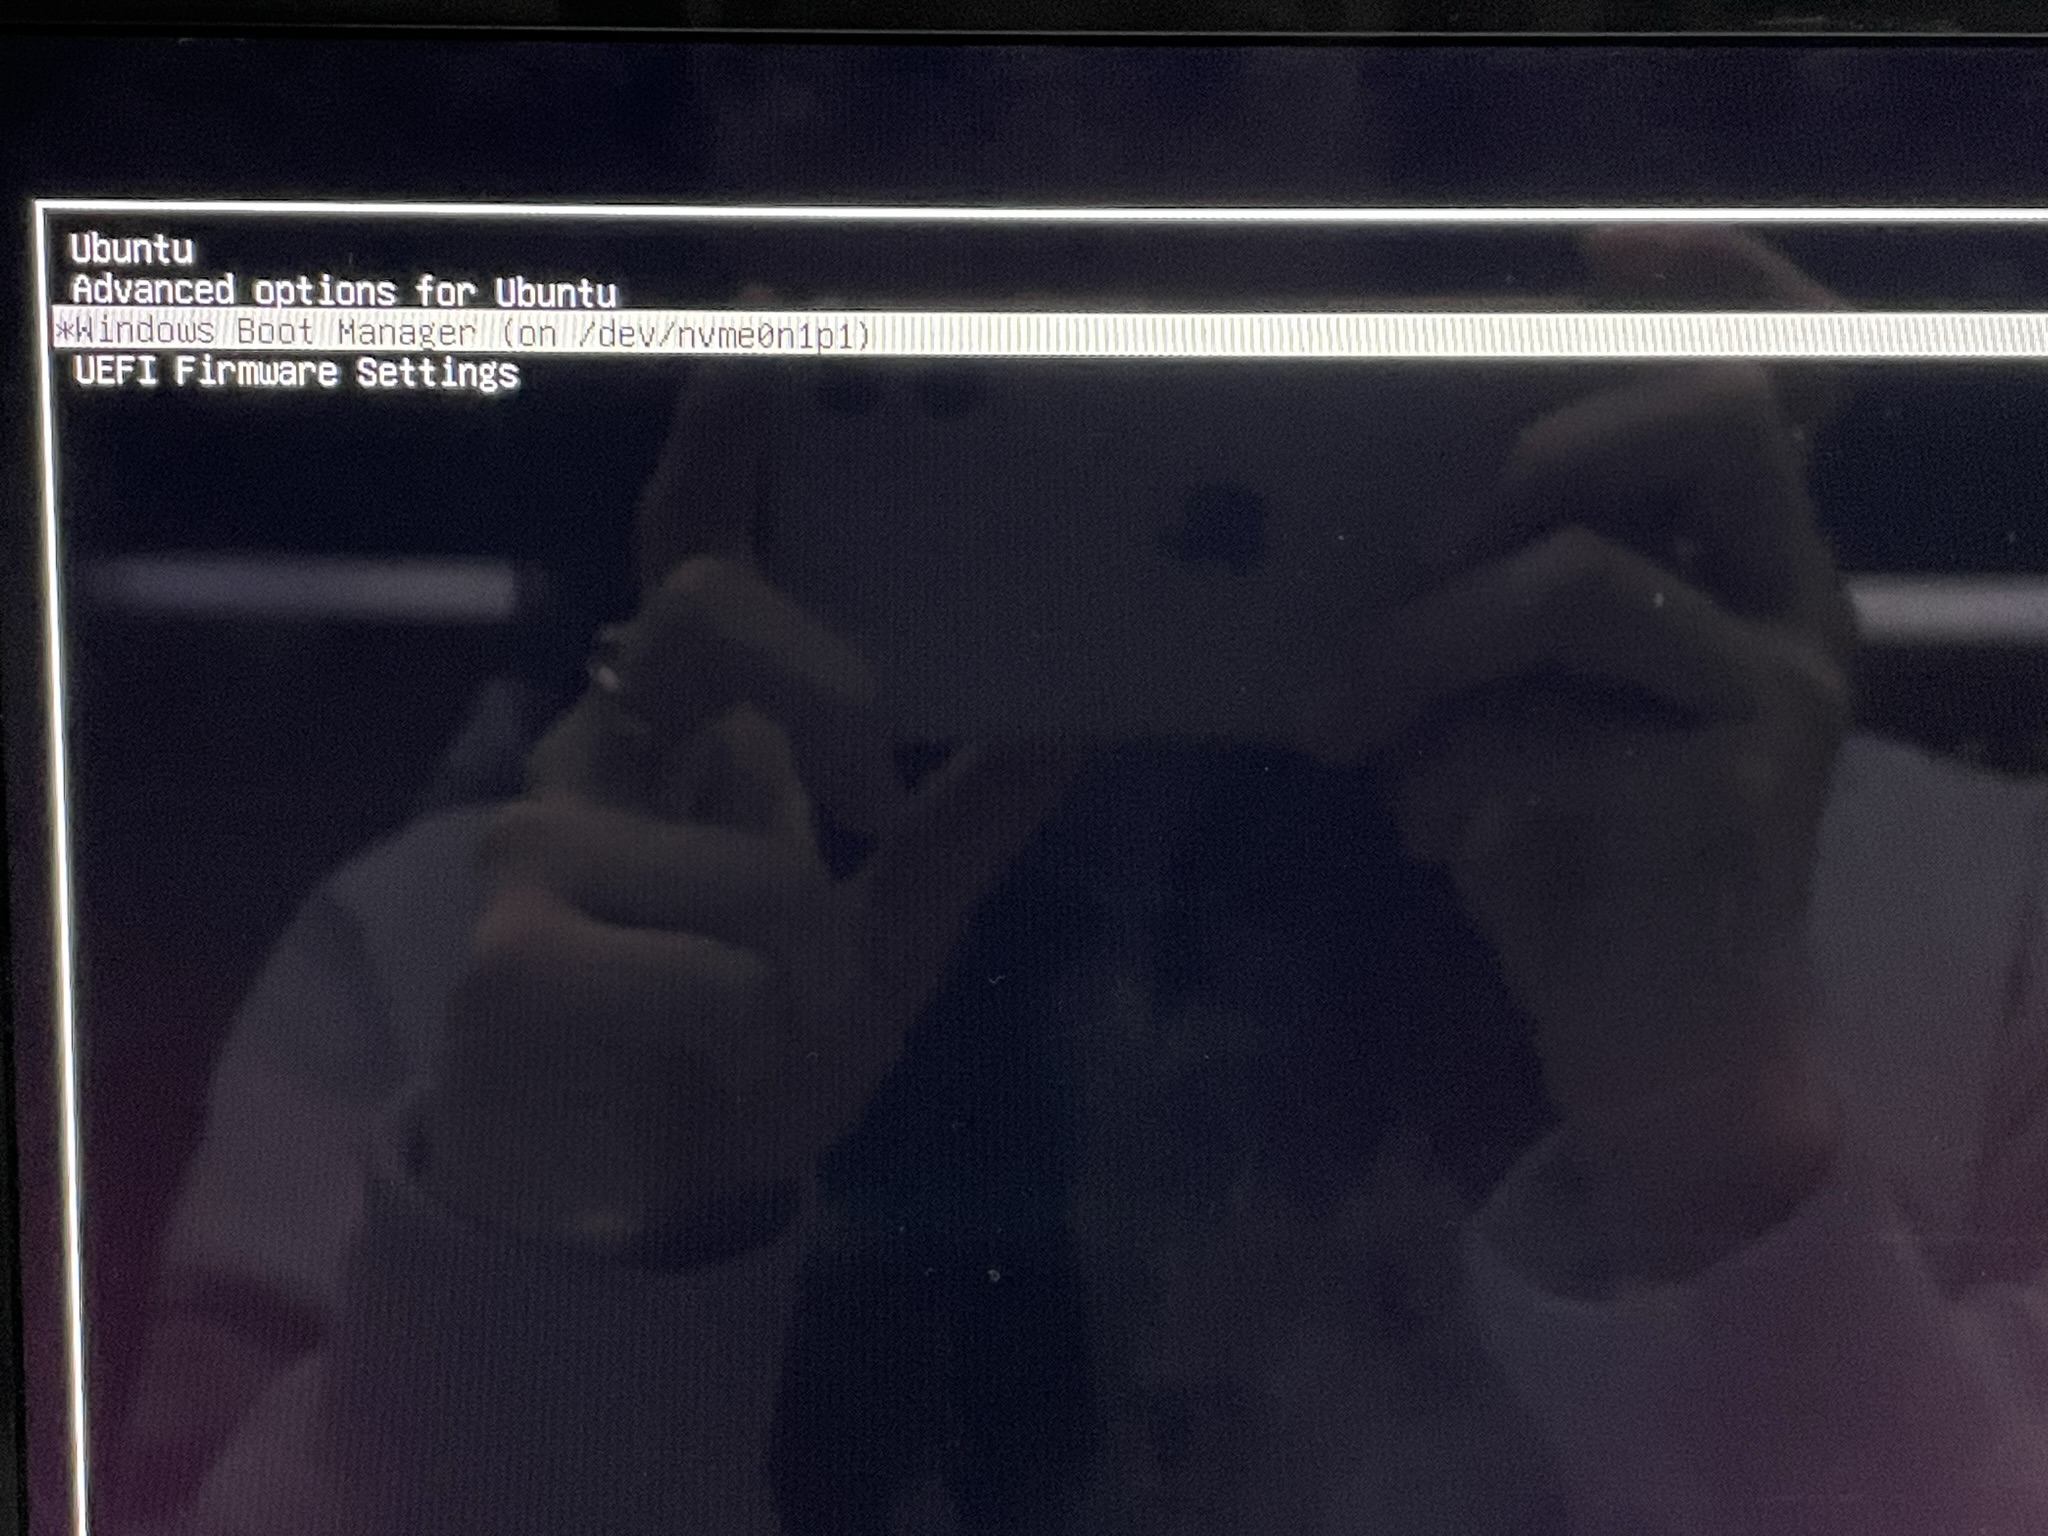 Ubuntu
Advanced options for Ubuntu
*Windows Boot Manager (on /dev/nvme0n1p1)
UEFI Firmware Settings